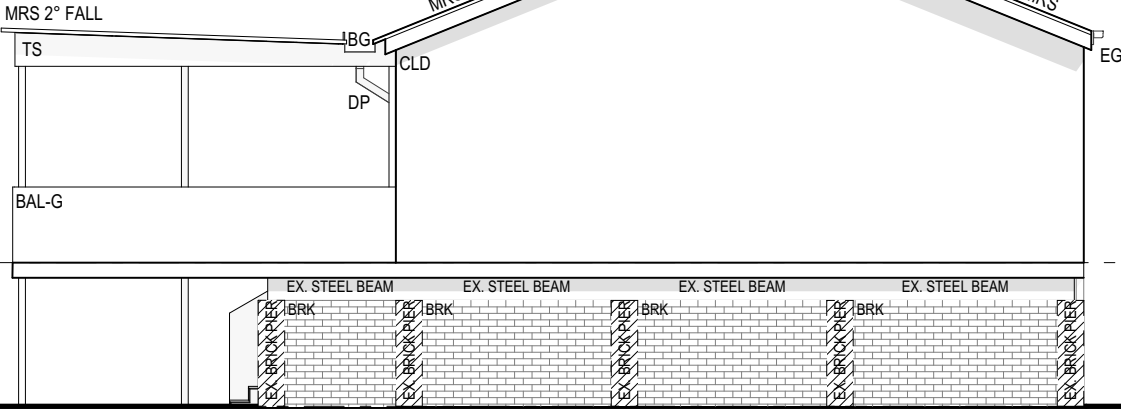 MRS 2° FALL
MRS
MRS
TS
BG
EG
CLD
DP
BAL-G
EX. STEEL BEAM
EX. STEEL BEAM
EX. STEEL BEAM
EX. STEEL BEAM
BRK
BRK
BRK
BRK
EX. BRICK PIER
EX. BRICK PIER
EX. BRICK PIER
EX. BRICK PIER
EX. BRICK PIER